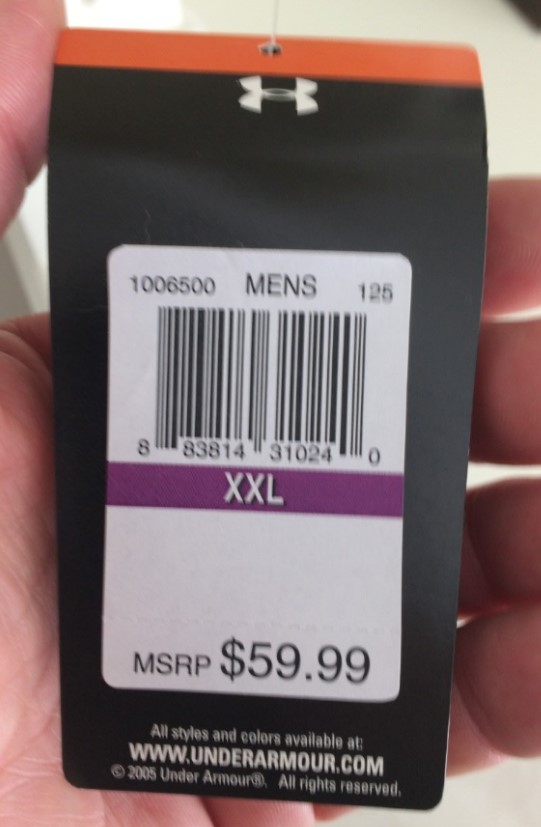 1006500 MENS 125
8 83814 31024 0
XXL
MSRP $59.99
All styles and colors available at:
WWW.UNDERARMOUR.COM
© 2005 Under Armour®. All rights reserved.